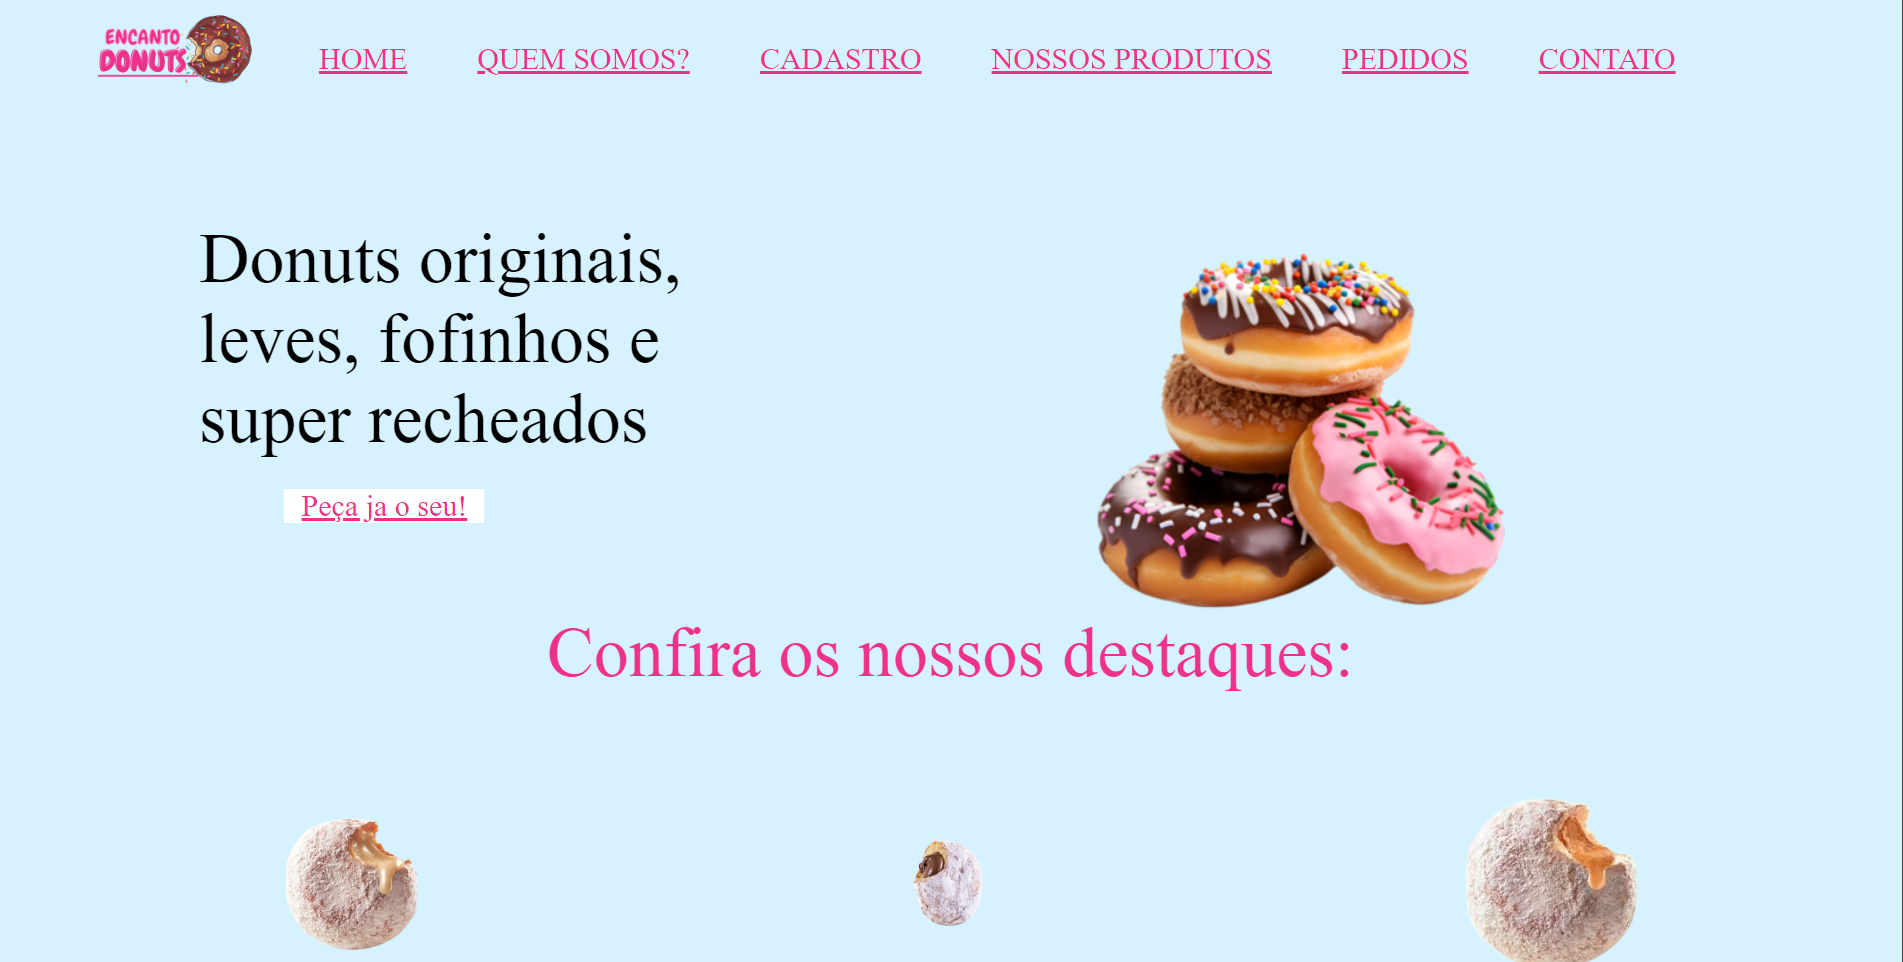 ENCANTO
DONUTS
HOME QUEM SOMOS? CADASTRO NOSSOS PRODUTOS PEDIDOS CONTATO
Donuts originais,
leves, fofinhos e
super recheados
Peça ja o seu!
Confira os nossos destaques: